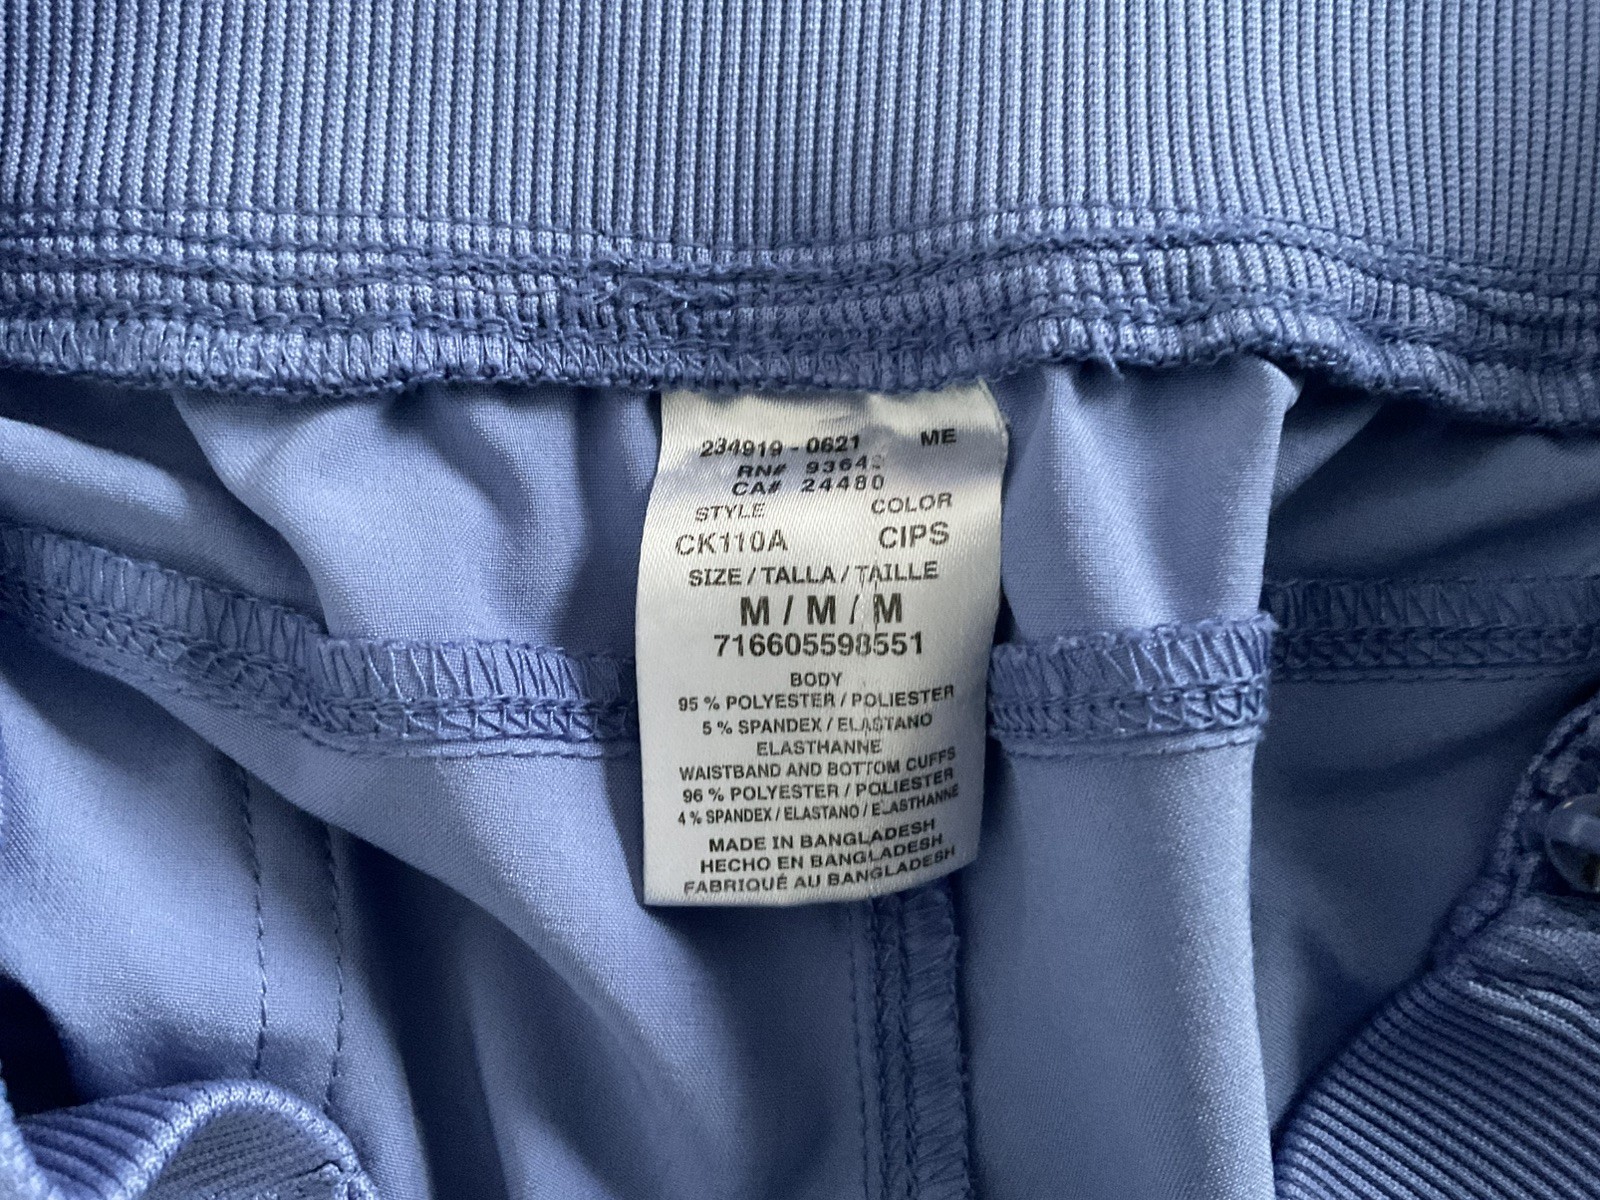 234919 - 0621 ME
RN#
CA# 24480
STYLE COLOR
CK110A CIPS
SIZE / TALLA / TAILLE
M / M / M
716605598551
BODY
95 % POLYESTER / POLIESTER
5 % SPANDEX / ELASTANO
ELASTHANNE
WAISTBAND AND BOTTOM CUFFS
96 % POLYESTER / POLIESTER
4 % SPANDEX / ELASTANO / ELASTHANNE
MADE IN BANGLADESH
HECHO EN BANGLADESH
FABRIQUÉ AU BANGLADESH